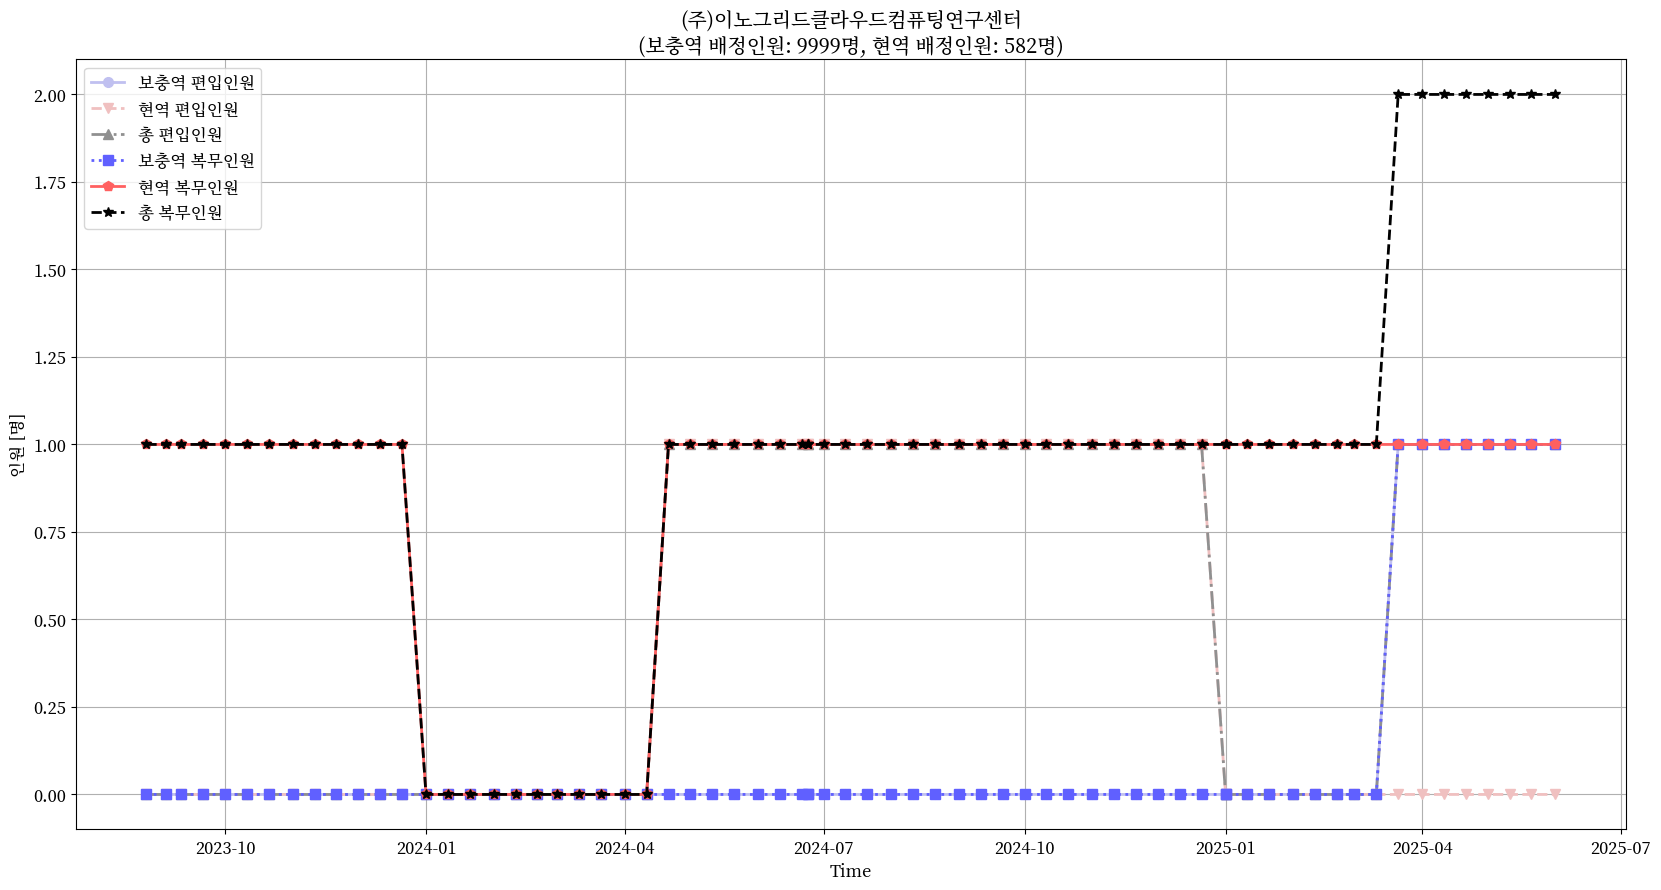 (주)이노그리드클라우드컴퓨팅연구센터
(보충역 배정인원: 9999명, 현역 배정인원: 582명)
보충역 편입인원
현역 편입인원
총 편입인원
보충역 복무인원
현역 복무인원
총 복무인원
2.00
1.75
1.50
1.25
1.00
0.75
0.50
0.25
0.00
인원 [명]
2023-10
2024-01
2024-04
2024-07
2024-10
2025-01
2025-04
2025-07
Time